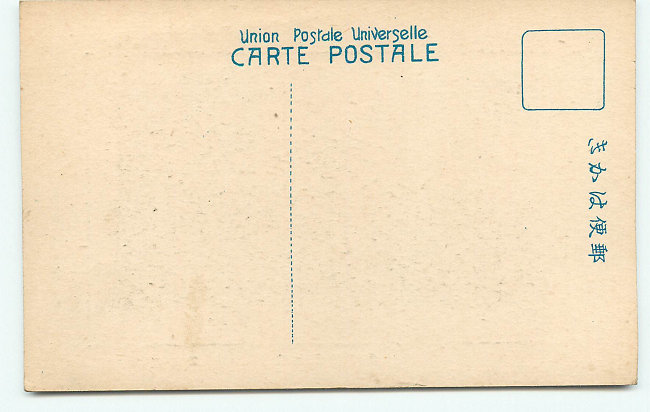 Union Postale Universelle
CARTE POSTALE
郵便はかき